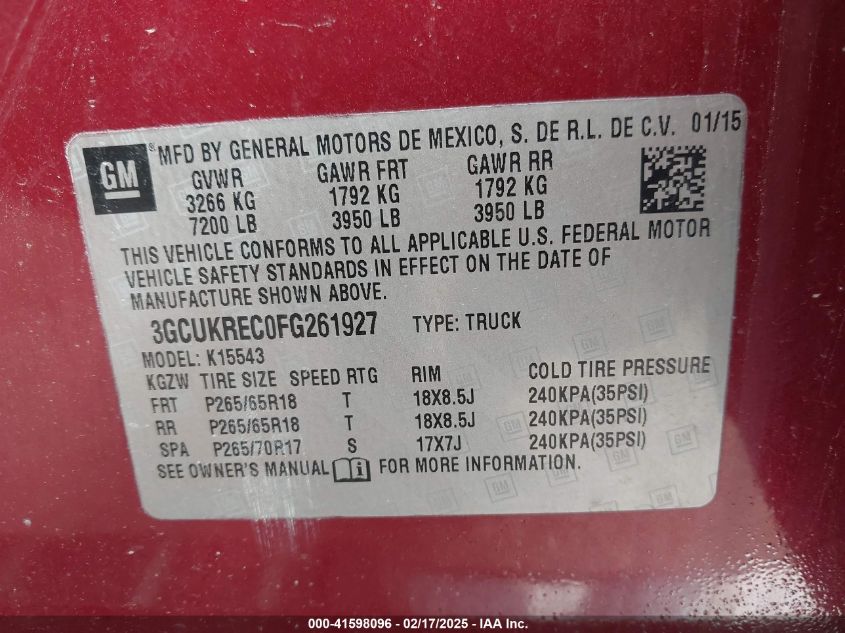 GM ® MFD BY GENERAL MOTORS DE MEXICO, S. DE R.L. DE C.V. 01/15
GVWR GAWR FRT GAWR RR
3266 KG 1792 KG 1792 KG
7200 LB 3950 LB 3950 LB
THIS VEHICLE CONFORMS TO ALL APPLICABLE U.S. FEDERAL MOTOR
VEHICLE SAFETY STANDARDS IN EFFECT ON THE DATE OF
MANUFACTURE SHOWN ABOVE.
3GCUKREC0FG261927 TYPE: TRUCK
MODEL: K15543
KGZW TIRE SIZE SPEED RTG RIM COLD TIRE PRESSURE
FRT P265/65R18 T 18X8.5J 240KPA(35PSI)
RR P265/65R18 T 18X8.5J 240KPA(35PSI)
SPA P265/70R17 S 17X7J 240KPA(35PSI)
SEE OWNER'S MANUAL i FOR MORE INFORMATION.
000-41598096 - 02/17/2025 - IAA Inc.